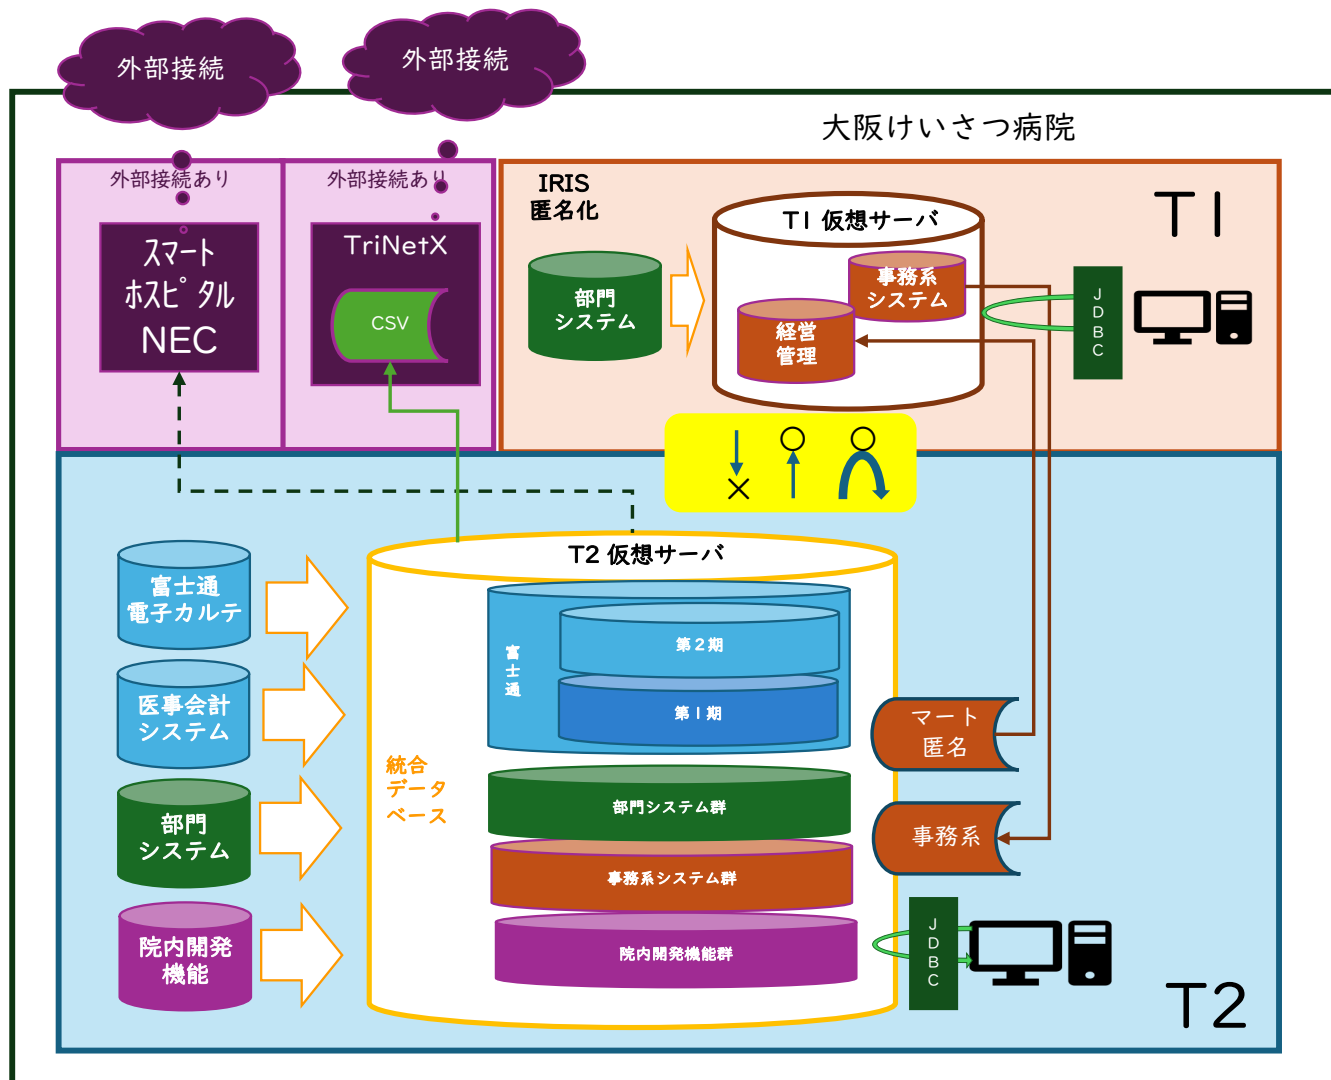 外部接続
外部接続
大阪けいさつ病院
外部接続あり
外部接続あり
スマート
ホスピタル
NEC
TriNetX
CSV
IRIS
匿名化
部門
システム
T1 仮想サーバ
事務系
システム
経営
管理
T1
JDBC
T2 仮想サーバ
富士通
電子カルテ
医事会計
システム
部門
システム
院内開発
機能
統合
データ
ベース
富士通
第2期
第1期
部門システム群
事務系システム群
院内開発機能群
マート
匿名
事務系
JDBC
T2